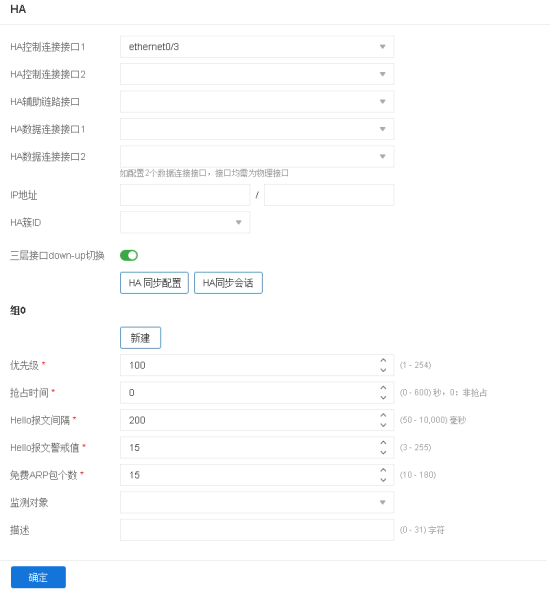 HA
HA控制连接接口1 ethernet0/3
HA控制连接接口2
HA辅助链路接口
HA数据连接接口1
HA数据连接接口2
如配置2个数据连接接口，接口均需为物理接口
IP地址 /
HA簇ID
三层接口down-up切换
HA 同步配置 HA同步会话
组0
新建
优先级 * 100 (1 - 254)
抢占时间 * 0 (0 - 600) 秒，0：非抢占
Hello报文间隔 * 200 (50 - 10,000) 毫秒
Hello报文警戒值 * 15 (3 - 255)
免费ARP包个数 * 15 (10 - 180)
监测对象
描述 (0 - 31) 字符
确定